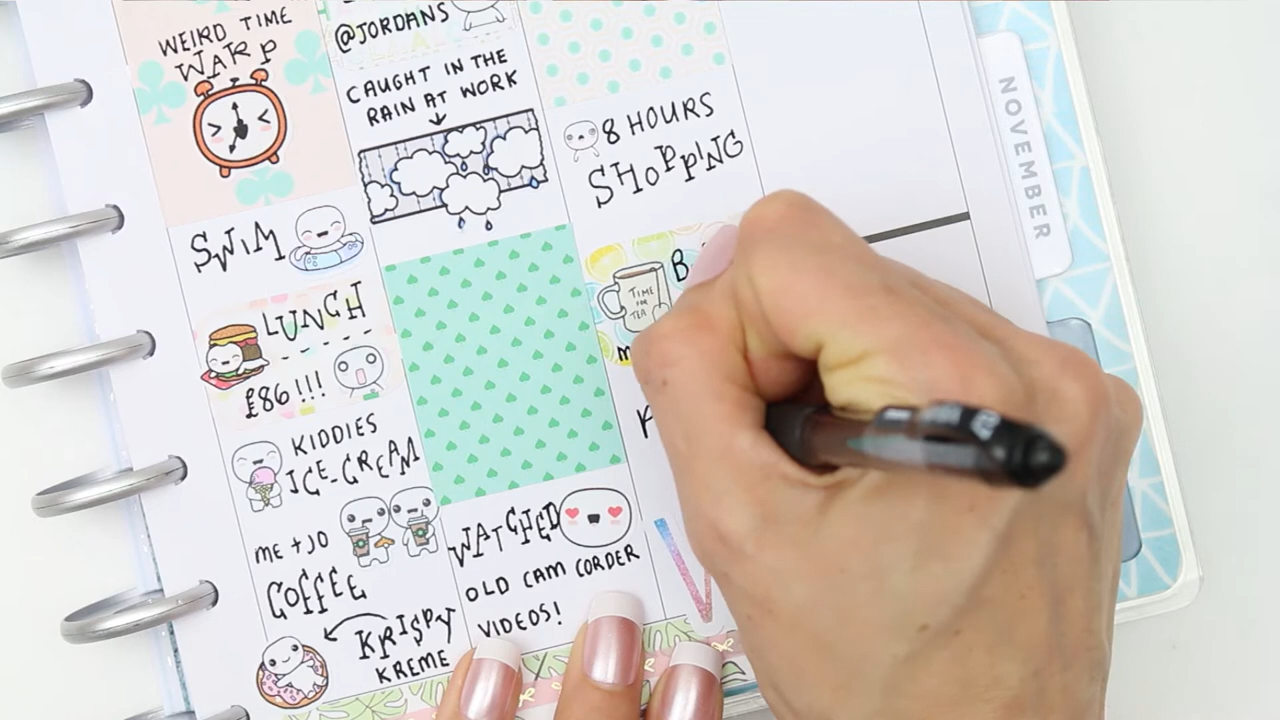 WEIRD TIME
WARP
SWIM
LUNCH
£86!!!
KIDDIES
ICE-CREAM
ME + JO
COFFEE
KRISPY
KREME
@JORDANS
CAUGHT IN THE
RAIN AT WORK
WATCHED
OLD CAM CORDER
VIDEOS!
8 HOURS
SHOPPING
TIME
FOR
TEA
B
NOVEMBER